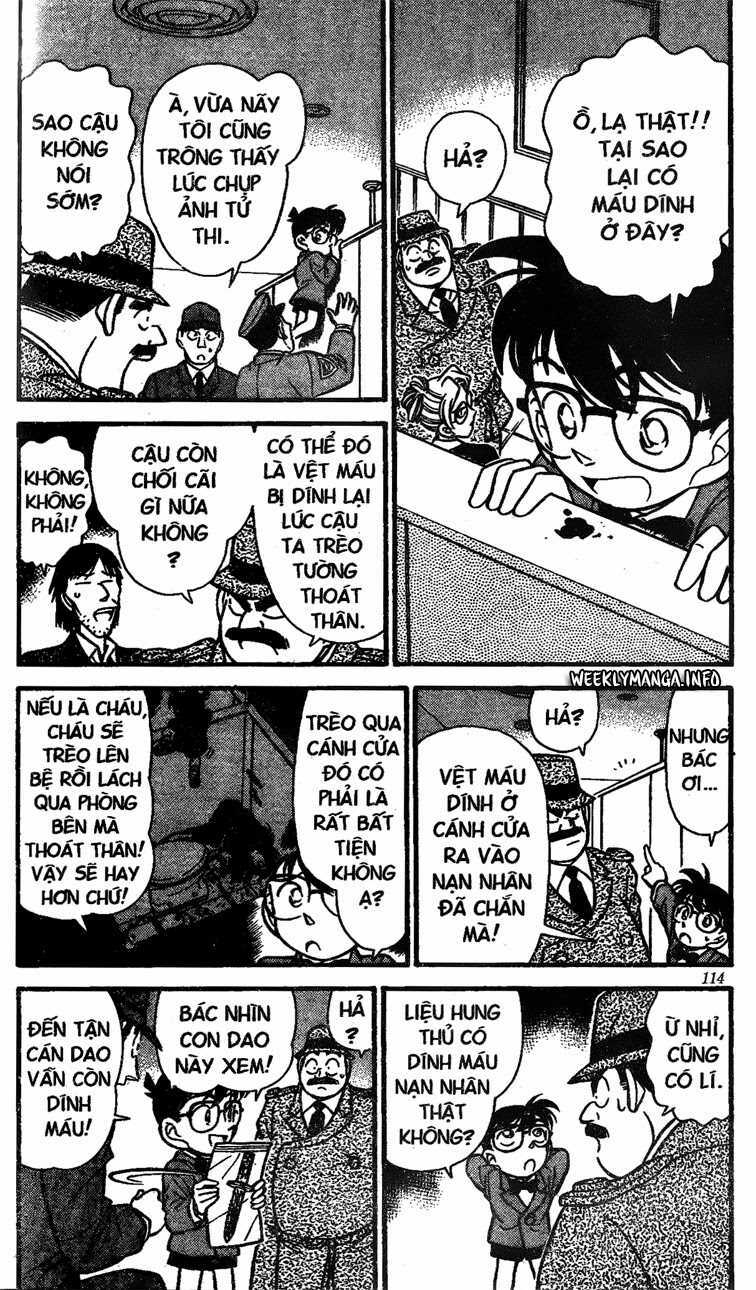 Ồ, LẠ THẬT!!
TẠI SAO
LẠI CÓ
MÁU DÍNH
Ở ĐÂY?
HẢ?
À, VỪA NÃY
TÔI CŨNG
TRÔNG THẤY
LÚC CHỤP
ẢNH TỬ
THI.
SAO CẬU
KHÔNG
NÓI
SỚM?
CÓ THỂ ĐÓ
LÀ VỆT MÁU
BỊ DÍNH LẠI
LÚC CẬU
TA TRÈO
TƯỜNG
THOÁT
THÂN.
CẬU CÒN
CHỐI CÃI
GÌ NỮA
KHÔNG
?
KHÔNG,
KHÔNG
PHẢI!
WEEKLYMANGA.INFO
NHƯNG
BÁC
ƠI...
HẢ?
VỆT MÁU
DÍNH Ở
CÁNH CỬA
RA VÀO
NẠN NHÂN
ĐÃ CHẮN
MÀ!
TRÈO QUA
CÁNH CỬA
ĐÓ CÓ
PHẢI LÀ
RẤT BẤT
TIỆN
KHÔNG
Ạ?
NẾU LÀ CHÁU,
CHÁU SẼ
TRÈO LÊN
BỆ RỒI LÁCH
QUA PHÒNG
BÊN MÀ
THOÁT THÂN!
VẬY SẼ HAY
HƠN CHỨ!
114
Ừ NHỈ,
CŨNG
CÓ LÍ.
LIỆU HUNG
THỦ CÓ
DÍNH MÁU
NẠN NHÂN
THẬT
KHÔNG?
HẢ
?
BÁC NHÌN
CON DAO
NÀY XEM!
ĐẾN TẬN
CÁN DAO
VẪN CÒN
DÍNH
MÁU!